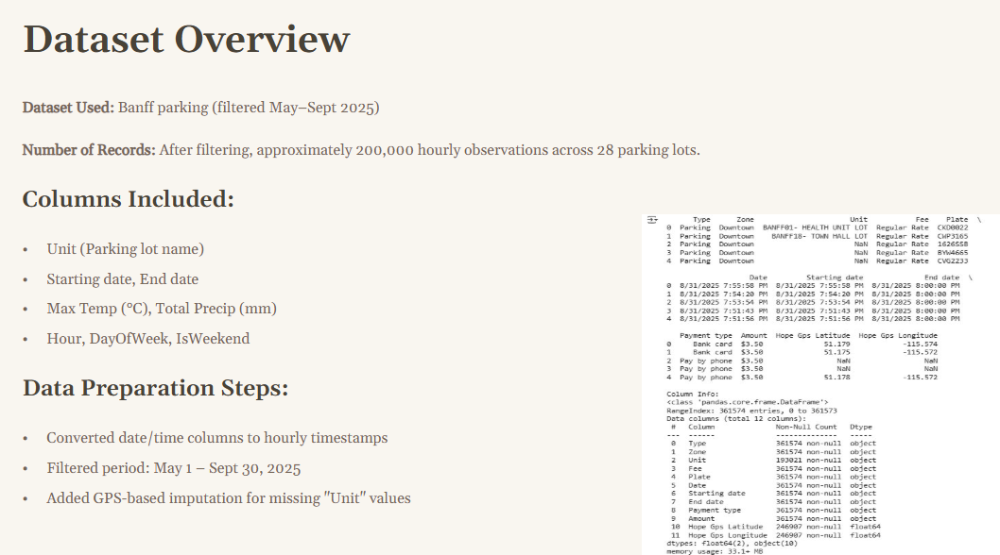 Dataset Overview
Dataset Used: Banff parking (filtered May–Sept 2025)
Number of Records: After filtering, approximately 200,000 hourly observations across 28 parking lots.
Columns Included:
• Unit (Parking lot name)
• Starting date, End date
• Max Temp (°C), Total Precip (mm)
• Hour, DayOfWeek, IsWeekend
Data Preparation Steps:
• Converted date/time columns to hourly timestamps
• Filtered period: May 1 – Sept 30, 2025
• Added GPS-based imputation for missing "Unit" values
Type Zone Unit Fee Plate \
0 Parking Downtown BANFF01- HEALTH UNIT LOT Regular Rate CKD0022
1 Parking Downtown BANFF18- TOWN HALL LOT Regular Rate CWP3165
2 Parking Downtown NaN Regular Rate 1626558
3 Parking Downtown NaN Regular Rate BYW4665
4 Parking Downtown NaN Regular Rate CVG2233
Date Starting date End date \
0 8/31/2025 7:55:58 PM 8/31/2025 7:55:58 PM 8/31/2025 8:00:00 PM
1 8/31/2025 7:54:20 PM 8/31/2025 7:54:20 PM 8/31/2025 8:00:00 PM
2 8/31/2025 7:53:54 PM 8/31/2025 7:53:54 PM 8/31/2025 8:00:00 PM
3 8/31/2025 7:51:43 PM 8/31/2025 7:51:43 PM 8/31/2025 8:00:00 PM
4 8/31/2025 7:51:56 PM 8/31/2025 7:51:56 PM 8/31/2025 8:00:00 PM
Payment type Amount Hope Gps Latitude Hope Gps Longitude
0 Bank card $3.50 51.179 -115.574
1 Bank card $3.50 51.175 -115.572
2 Pay by phone $3.50 NaN NaN
3 Pay by phone $3.50 NaN NaN
4 Pay by phone $3.50 51.178 -115.572
Column Info:
<class 'pandas.core.frame.DataFrame'>
RangeIndex: 361574 entries, 0 to 361573
Data columns (total 12 columns):
# Column Non-Null Count Dtype
--- ------ -------------- -----
0 Type 361574 non-null object
1 Zone 361574 non-null object
2 Unit 193021 non-null object
3 Fee 361574 non-null object
4 Plate 361574 non-null object
5 Date 361574 non-null object
6 Starting date 361574 non-null object
7 End date 361574 non-null object
8 Payment type 361574 non-null object
9 Amount 361574 non-null object
10 Hope Gps Latitude 246907 non-null float64
11 Hope Gps Longitude 246907 non-null float64
dtypes: float64(2), object(10)
memory usage: 33.1+ MB